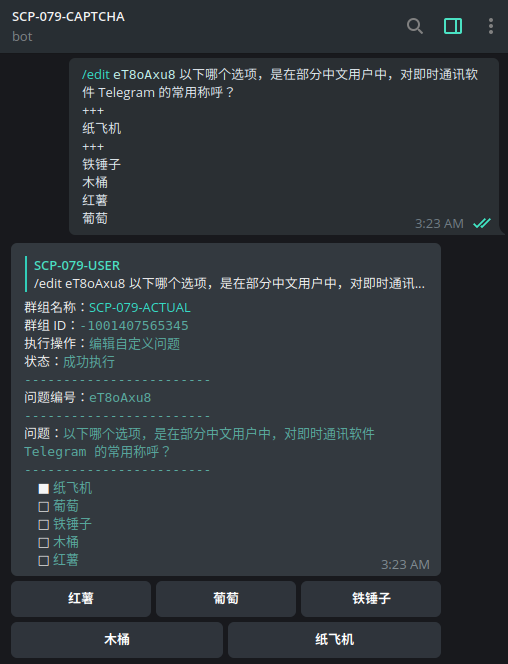 SCP-079-CAPTCHA
bot
/edit eT8oAxu8 以下哪个选项，是在部分中文用户中，对即时通讯软
件 Telegram 的常用称呼？
+++
纸飞机
+++
铁锤子
木桶
红薯
葡萄
3:23 AM
SCP-079-USER
/edit eT8oAxu8 以下哪个选项，是在部分中文用户中，对即时通讯...
群组名称：SCP-079-ACTUAL
群组 ID：-1001407565345
执行操作：编辑自定义问题
状态：成功执行
------------------------
问题编号：eT8oAxu8
------------------------
问题：以下哪个选项，是在部分中文用户中，对即时通讯软件
Telegram 的常用称呼？
------------------------
■ 纸飞机
□ 葡萄
□ 铁锤子
□ 木桶
□ 红薯
3:23 AM
红薯 葡萄 铁锤子
木桶 纸飞机